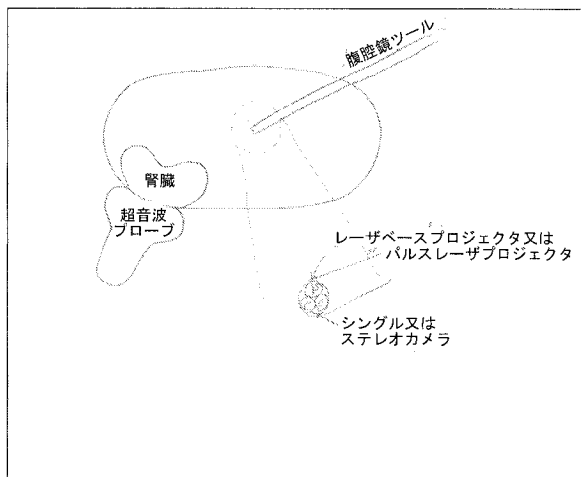 腹腔鏡ツール
腎臓
超音波
プローブ
レーザベースプロジェクタ又は
パルスレーザプロジェクタ
シングル又は
ステレオカメラ